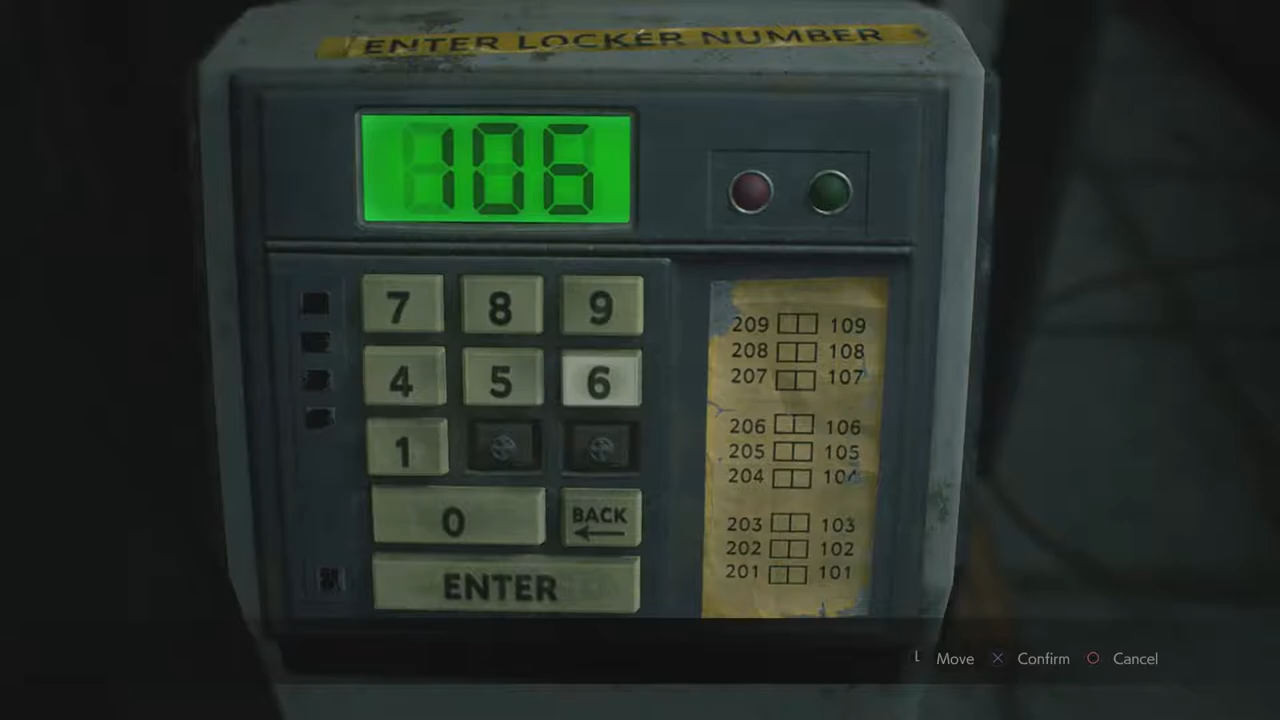 ENTER LOCKER NUMBER
106
7 8 9
4 5 6
1
0 BACK
ENTER
209 109
208 108
207 107
206 106
205 105
204 104
203 103
202 102
201 101
L Move Confirm Cancel